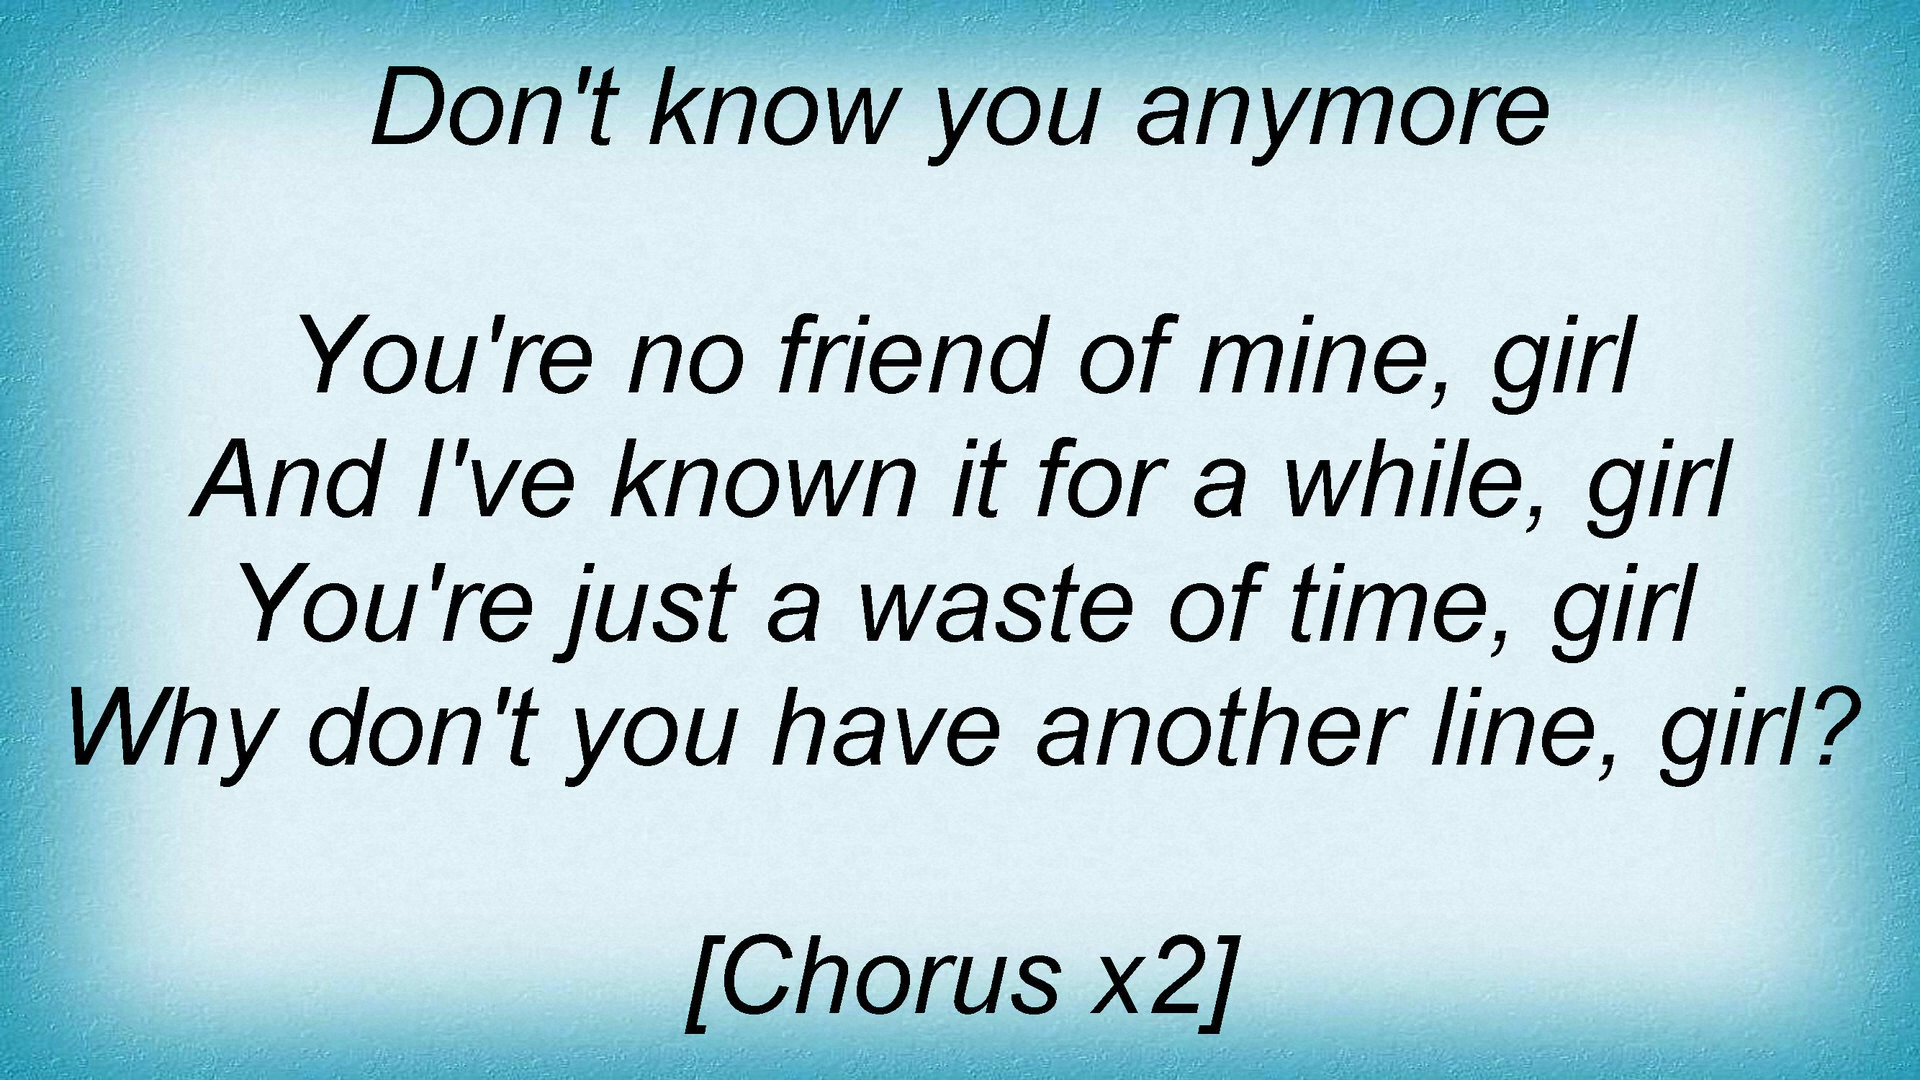 Don't know you anymore
You're no friend of mine, girl
And I've known it for a while, girl
You're just a waste of time, girl
Why don't you have another line, girl?
[Chorus x2]